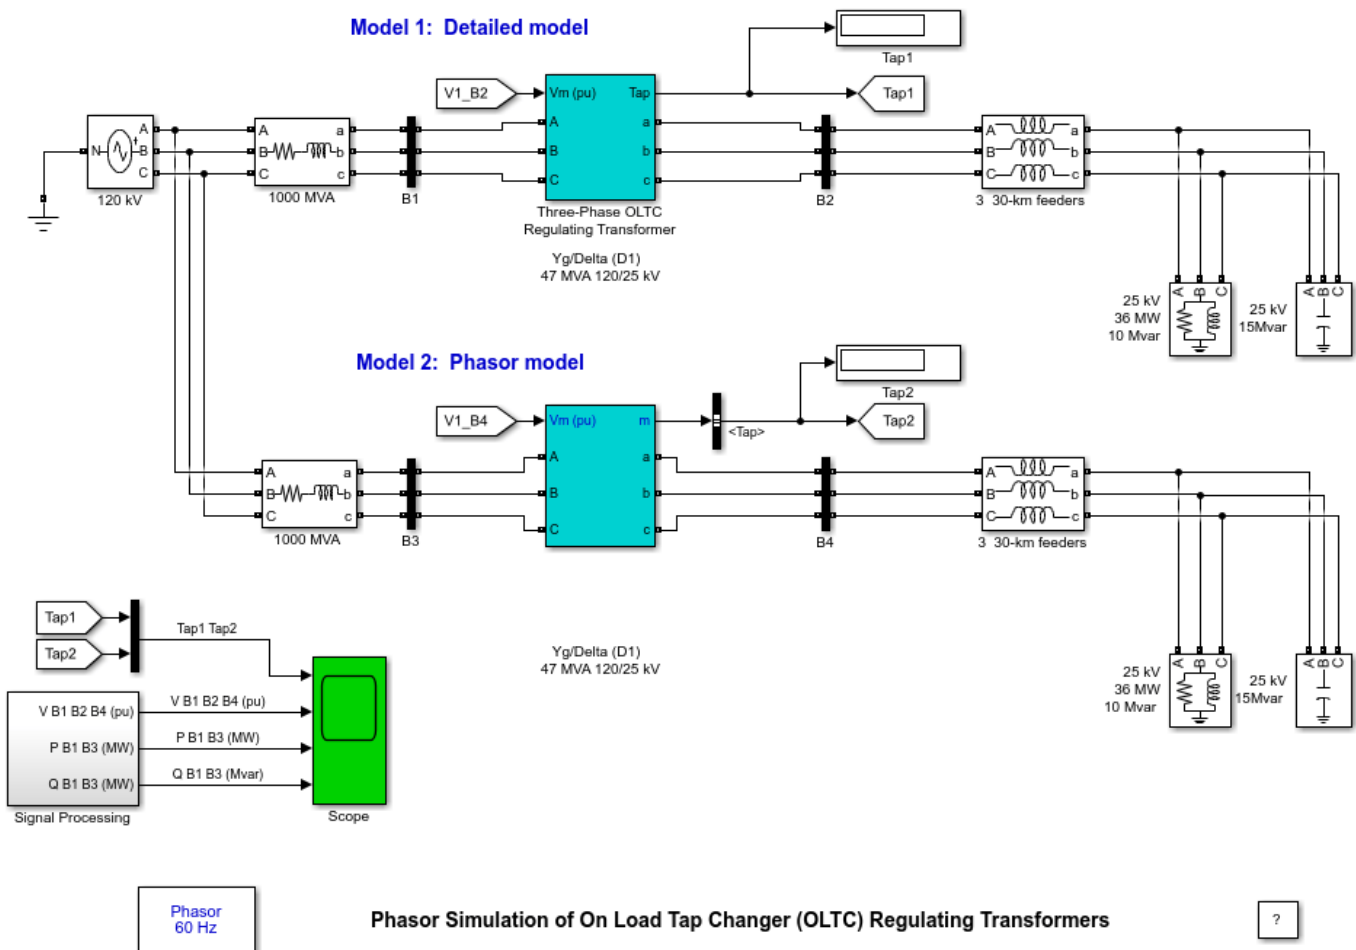 Model 1:  Detailed model
Tap1
V1_B2
Vm (pu)
Tap
Tap1
A
B
C
a
b
c
N
A
B
C
120 kV
A
B
C
a
b
c
1000 MVA
B1
B2
A
B
C
a
b
c
3  30-km feeders
Three-Phase OLTC
Regulating Transformer
Yg/Delta (D1)
47 MVA 120/25 kV
A
B
C
25 kV
36 MW
10 Mvar
A
B
C
25 kV
15Mvar
Model 2:  Phasor model
Tap2
V1_B4
Vm (pu)
m
<Tap>
Tap2
A
B
C
a
b
c
A
B
C
a
b
c
1000 MVA
B3
B4
A
B
C
a
b
c
3  30-km feeders
Yg/Delta (D1)
47 MVA 120/25 kV
A
B
C
25 kV
36 MW
10 Mvar
A
B
C
25 kV
15Mvar
Tap1
Tap2
Tap1 Tap2
V B1 B2 B4 (pu)
V B1 B2 B4 (pu)
P B1 B3 (MW)
P B1 B3 (MW)
Q B1 B3 (MW)
Q B1 B3 (Mvar)
Signal Processing
Scope
Phasor
60 Hz
Phasor Simulation of On Load Tap Changer (OLTC) Regulating Transformers
?